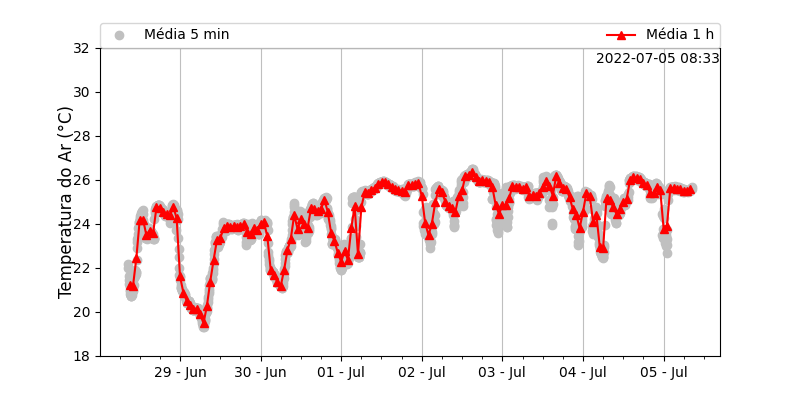 Média 5 min
Média 1 h
2022-07-05 08:33
Temperatura do Ar (°C)
32
30
28
26
24
22
20
18
29 - Jun
30 - Jun
01 - Jul
02 - Jul
03 - Jul
04 - Jul
05 - Jul